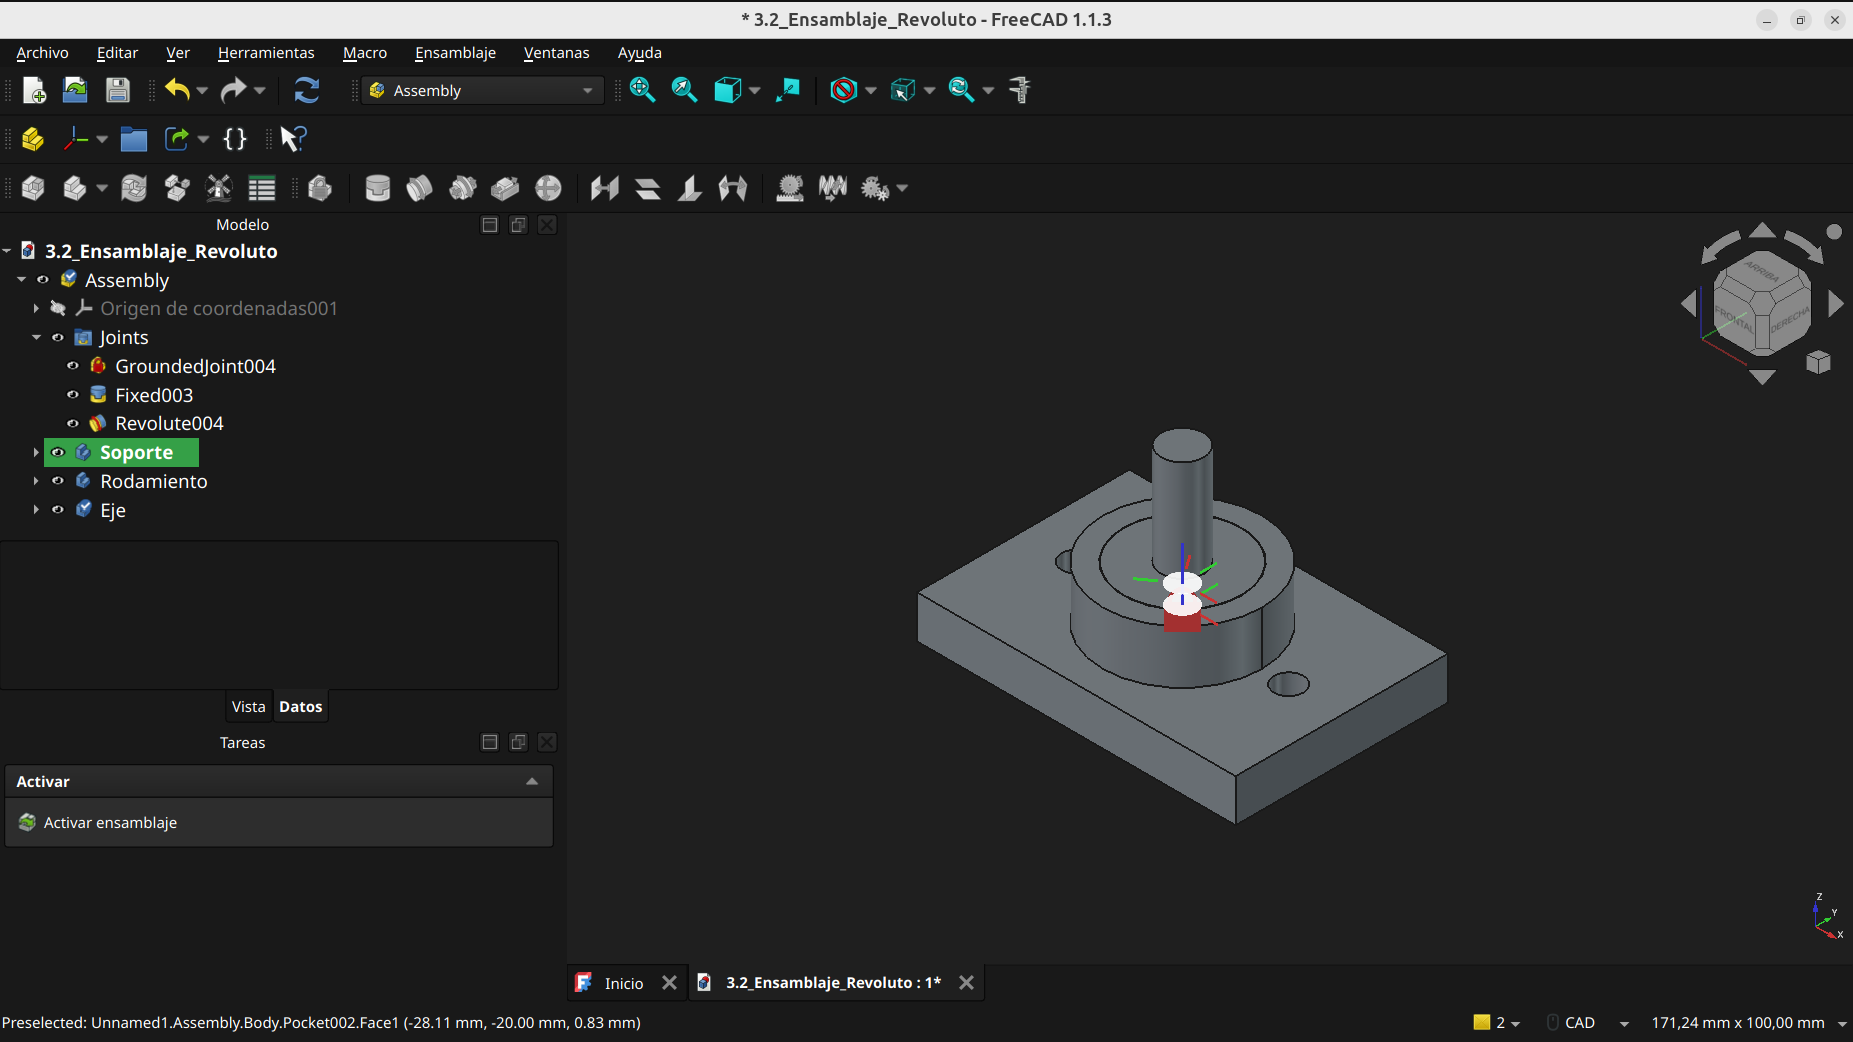 * 3.2_Ensamblaje_Revoluto - FreeCAD 1.1.3
Archivo Editar Ver Herramientas Macro Ensamblaje Ventanas Ayuda
Assembly
Modelo
3.2_Ensamblaje_Revoluto
Assembly
Origen de coordenadas001
Joints
GroundedJoint004
Fixed003
Revolute004
Soporte
Rodamiento
Eje
Vista Datos
Tareas
Activar
Activar ensamblaje
ARRIBA
FRONTAL
DERECHA
Z
Y
X
Inicio
3.2_Ensamblaje_Revoluto : 1*
Preselected: Unnamed1.Assembly.Body.Pocket002.Face1 (-28.11 mm, -20.00 mm, 0.83 mm)
2
CAD
171,24 mm x 100,00 mm